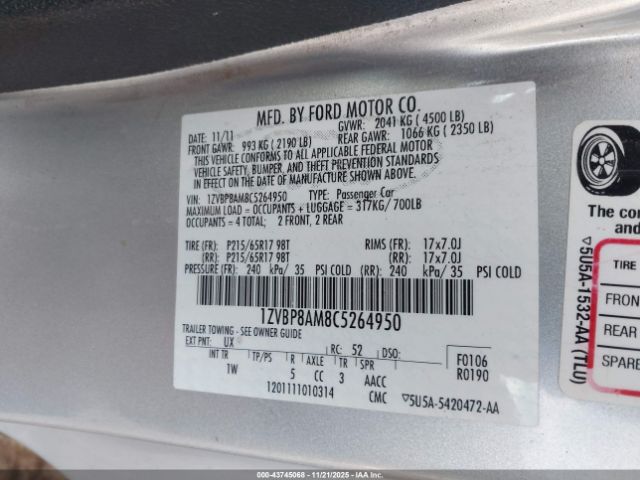 MFD. BY FORD MOTOR CO.
DATE: 11/11 GVWR: 2041 KG ( 4500 LB)
FRONT GAWR: 993 KG ( 2190 LB) REAR GAWR: 1066 KG ( 2350 LB)
THIS VEHICLE CONFORMS TO ALL APPLICABLE FEDERAL MOTOR
VEHICLE SAFETY, BUMPER, AND THEFT PREVENTION STANDARDS
IN EFFECT ON THE DATE OF MANUFACTURE SHOWN ABOVE.
VIN: 1ZVBP8AM8C5264950 TYPE: Passenger Car
MAXIMUM LOAD = OCCUPANTS + LUGGAGE = 317KG/ 700LB
OCCUPANTS = 4 TOTAL; 2 FRONT, 2 REAR
TIRE (FR): P215/65R17 98T RIMS (FR): 17x7.0J
(RR): P215/65R17 98T (RR): 17x7.0J
PRESSURE (FR): 240 kPa/ 35 PSI COLD (RR): 240 kPa/ 35 PSI COLD
1ZVBP8AM8C5264950
TRAILER TOWING - SEE OWNER GUIDE
EXT PNT: UX RC: 52 DSO: F0106
INT TR TP/PS R AXLE TR SPR R0190
TW 5 CC 3 AACC
1201111010314 CMC ▽5U5A-5420472-AA
The co
and
TIRE
FRON
REAR
SPARE
▽5U5A-1532-AA (TLU)
000-43745068 - 11/21/2025 - IAAI.com